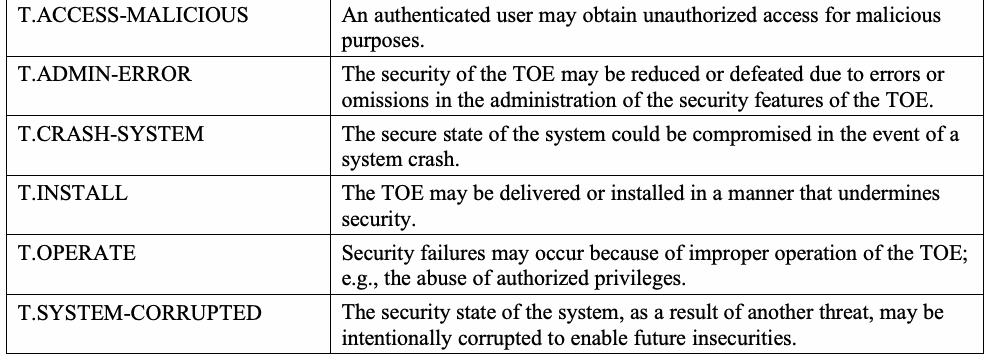 T.ACCESS-MALICIOUS An authenticated user may obtain unauthorized access for malicious
purposes.
T.ADMIN-ERROR The security of the TOE may be reduced or defeated due to errors or
omissions in the administration of the security features of the TOE.
T.CRASH-SYSTEM The secure state of the system could be compromised in the event of a
system crash.
T.INSTALL The TOE may be delivered or installed in a manner that undermines
security.
T.OPERATE Security failures may occur because of improper operation of the TOE;
e.g., the abuse of authorized privileges.
T.SYSTEM-CORRUPTED The security state of the system, as a result of another threat, may be
intentionally corrupted to enable future insecurities.